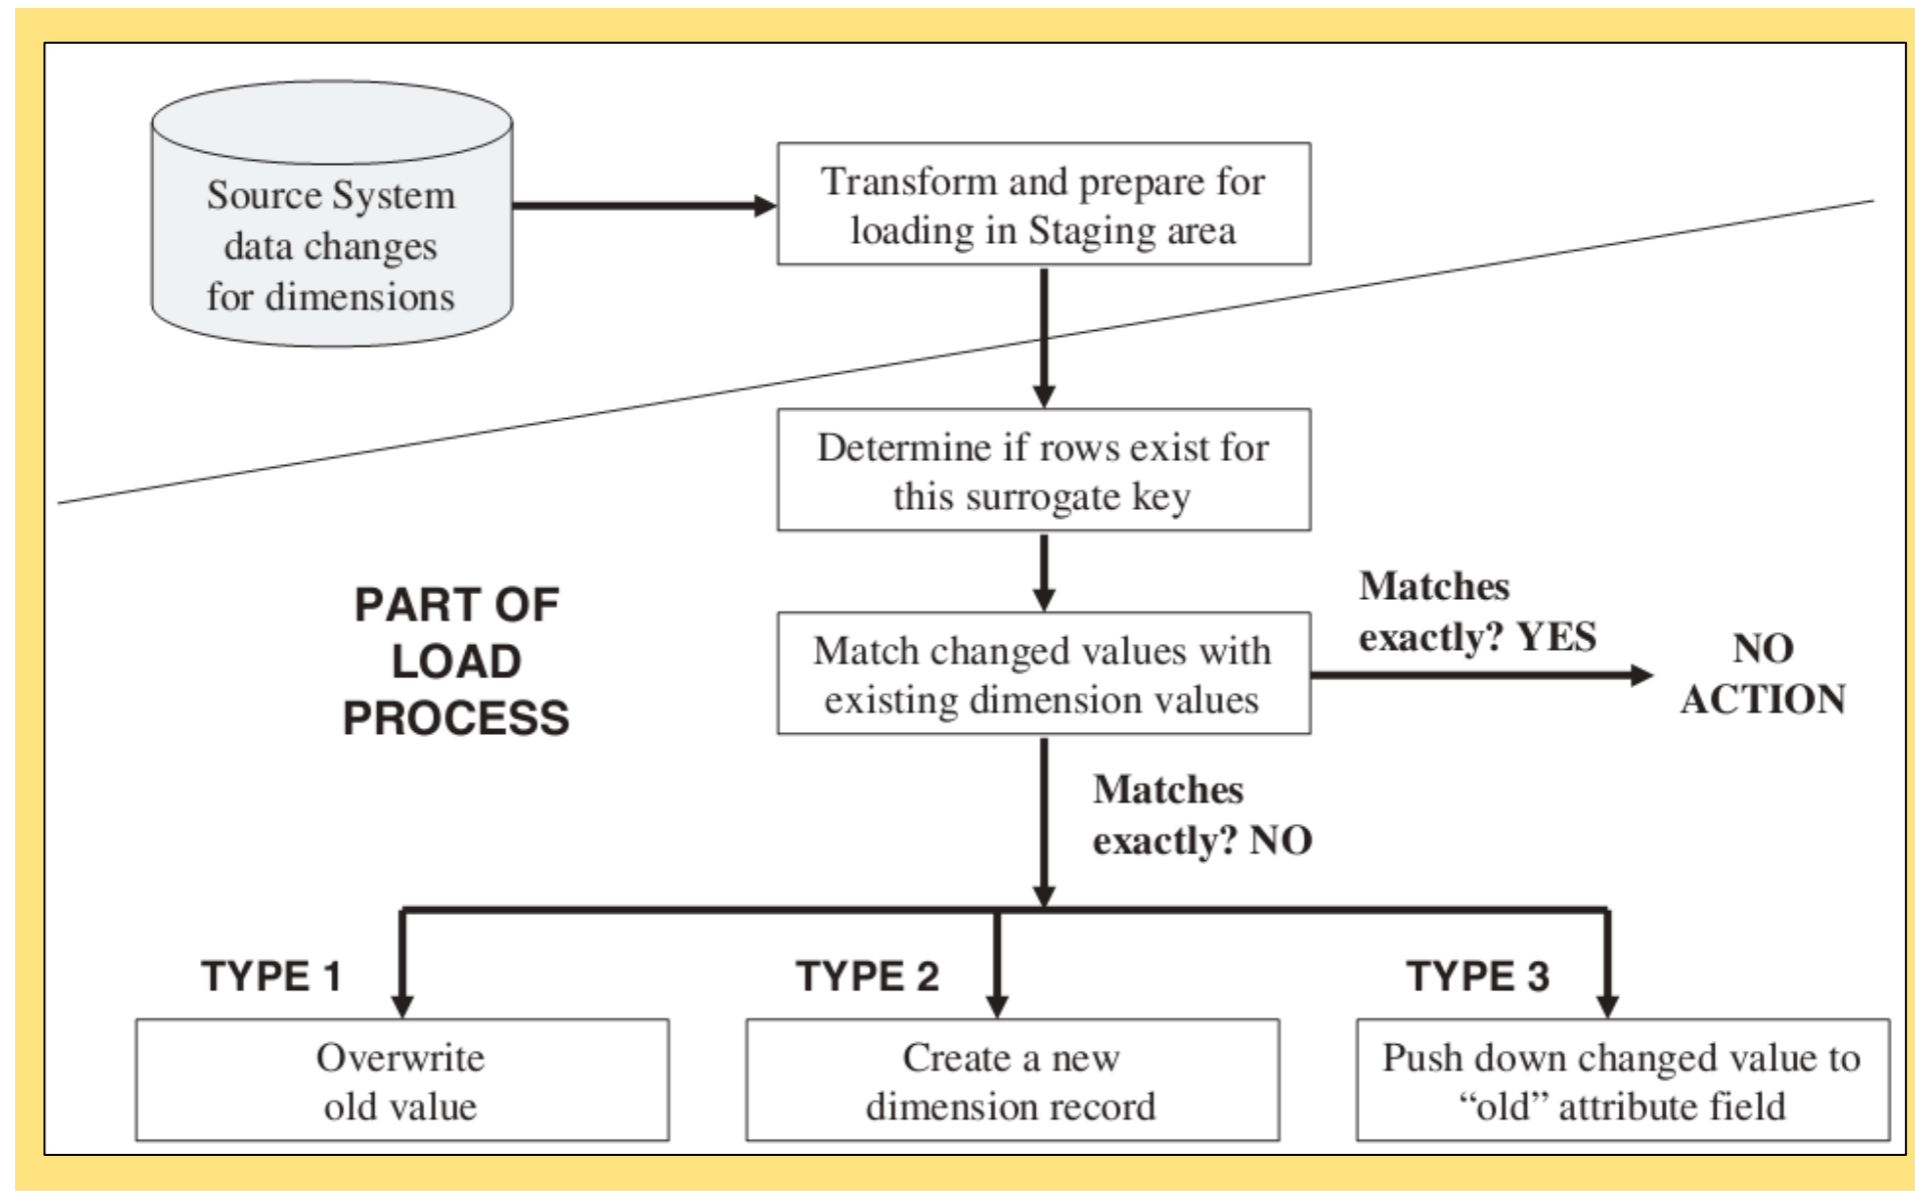 Source System
data changes
for dimensions
Transform and prepare for
loading in Staging area
Determine if rows exist for
this surrogate key
PART OF
LOAD
PROCESS
Match changed values with
existing dimension values
Matches
exactly? YES
NO
ACTION
Matches
exactly? NO
TYPE 1
Overwrite
old value
TYPE 2
Create a new
dimension record
TYPE 3
Push down changed value to
“old” attribute field